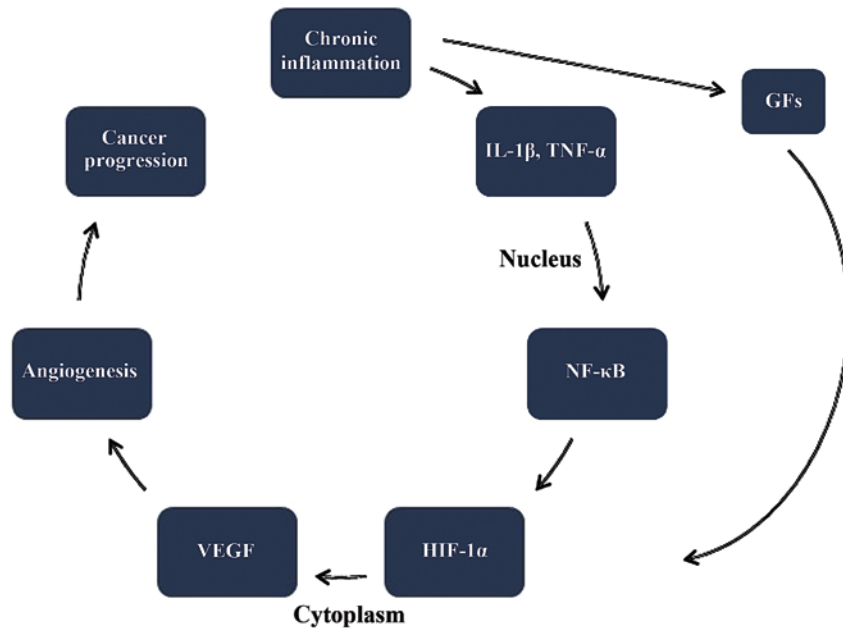 Chronic
inflammation
GFs
Cancer
progression
IL-1β, TNF-α
Nucleus
Angiogenesis
NF-κB
VEGF
HIF-1α
Cytoplasm